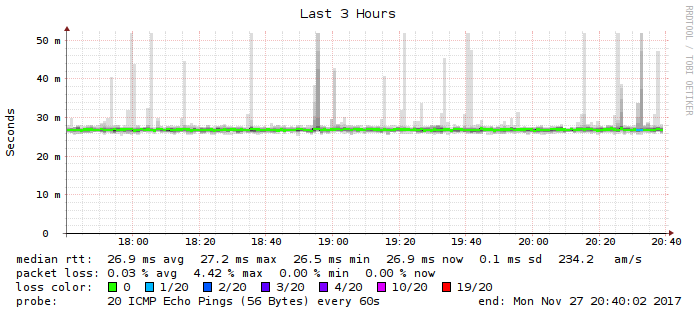 Last 3 Hours
RRDTOOL / TOBI OETIKER
Seconds
50 m
40 m
30 m
20 m
10 m
0
18:00 18:20 18:40 19:00 19:20 19:40 20:00 20:20 20:40
median rtt: 26.9 ms avg 27.2 ms max 26.5 ms min 26.9 ms now 0.1 ms sd 234.2 am/s
packet loss: 0.03 % avg 4.42 % max 0.00 % min 0.00 % now
loss color: 0 1/20 2/20 3/20 4/20 10/20 19/20
probe: 20 ICMP Echo Pings (56 Bytes) every 60s end: Mon Nov 27 20:40:02 2017